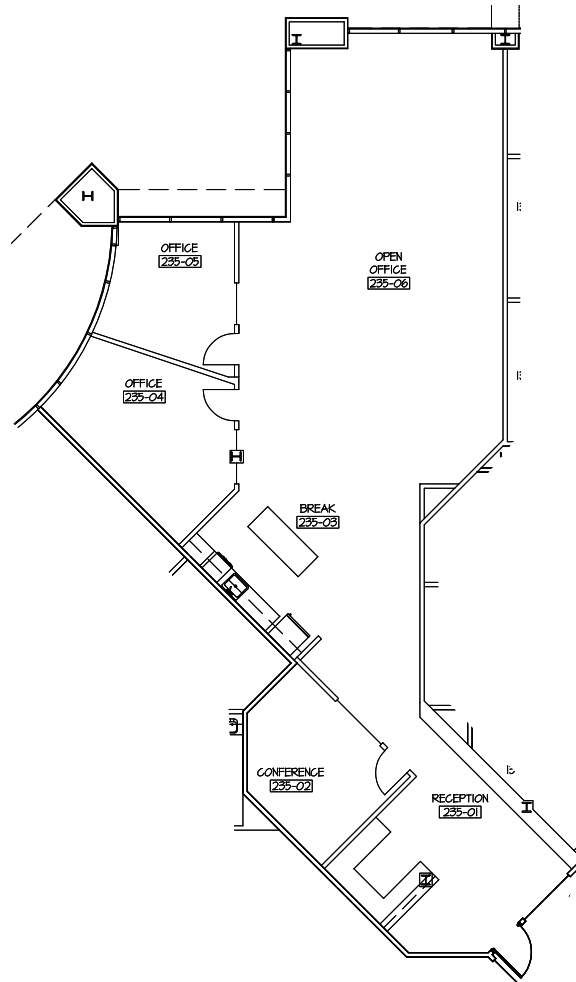 OFFICE
235-05
OPEN
OFFICE
235-06
OFFICE
235-04
BREAK
235-03
CONFERENCE
235-02
RECEPTION
235-01